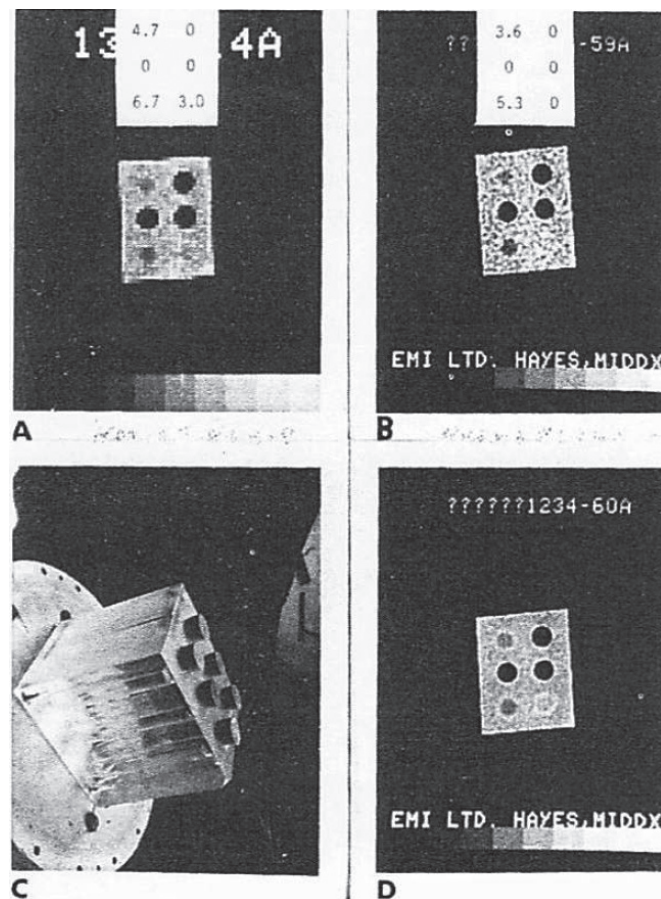 4.7 0
13 4A
0 0
6.7 3.0
A
3.6 0
?? -59A
0 0
5.3 0
EMI LTD. HAYES,MIDDX
B
C
??????1234-60A
EMI LTD. HAYES,MIDDX
D